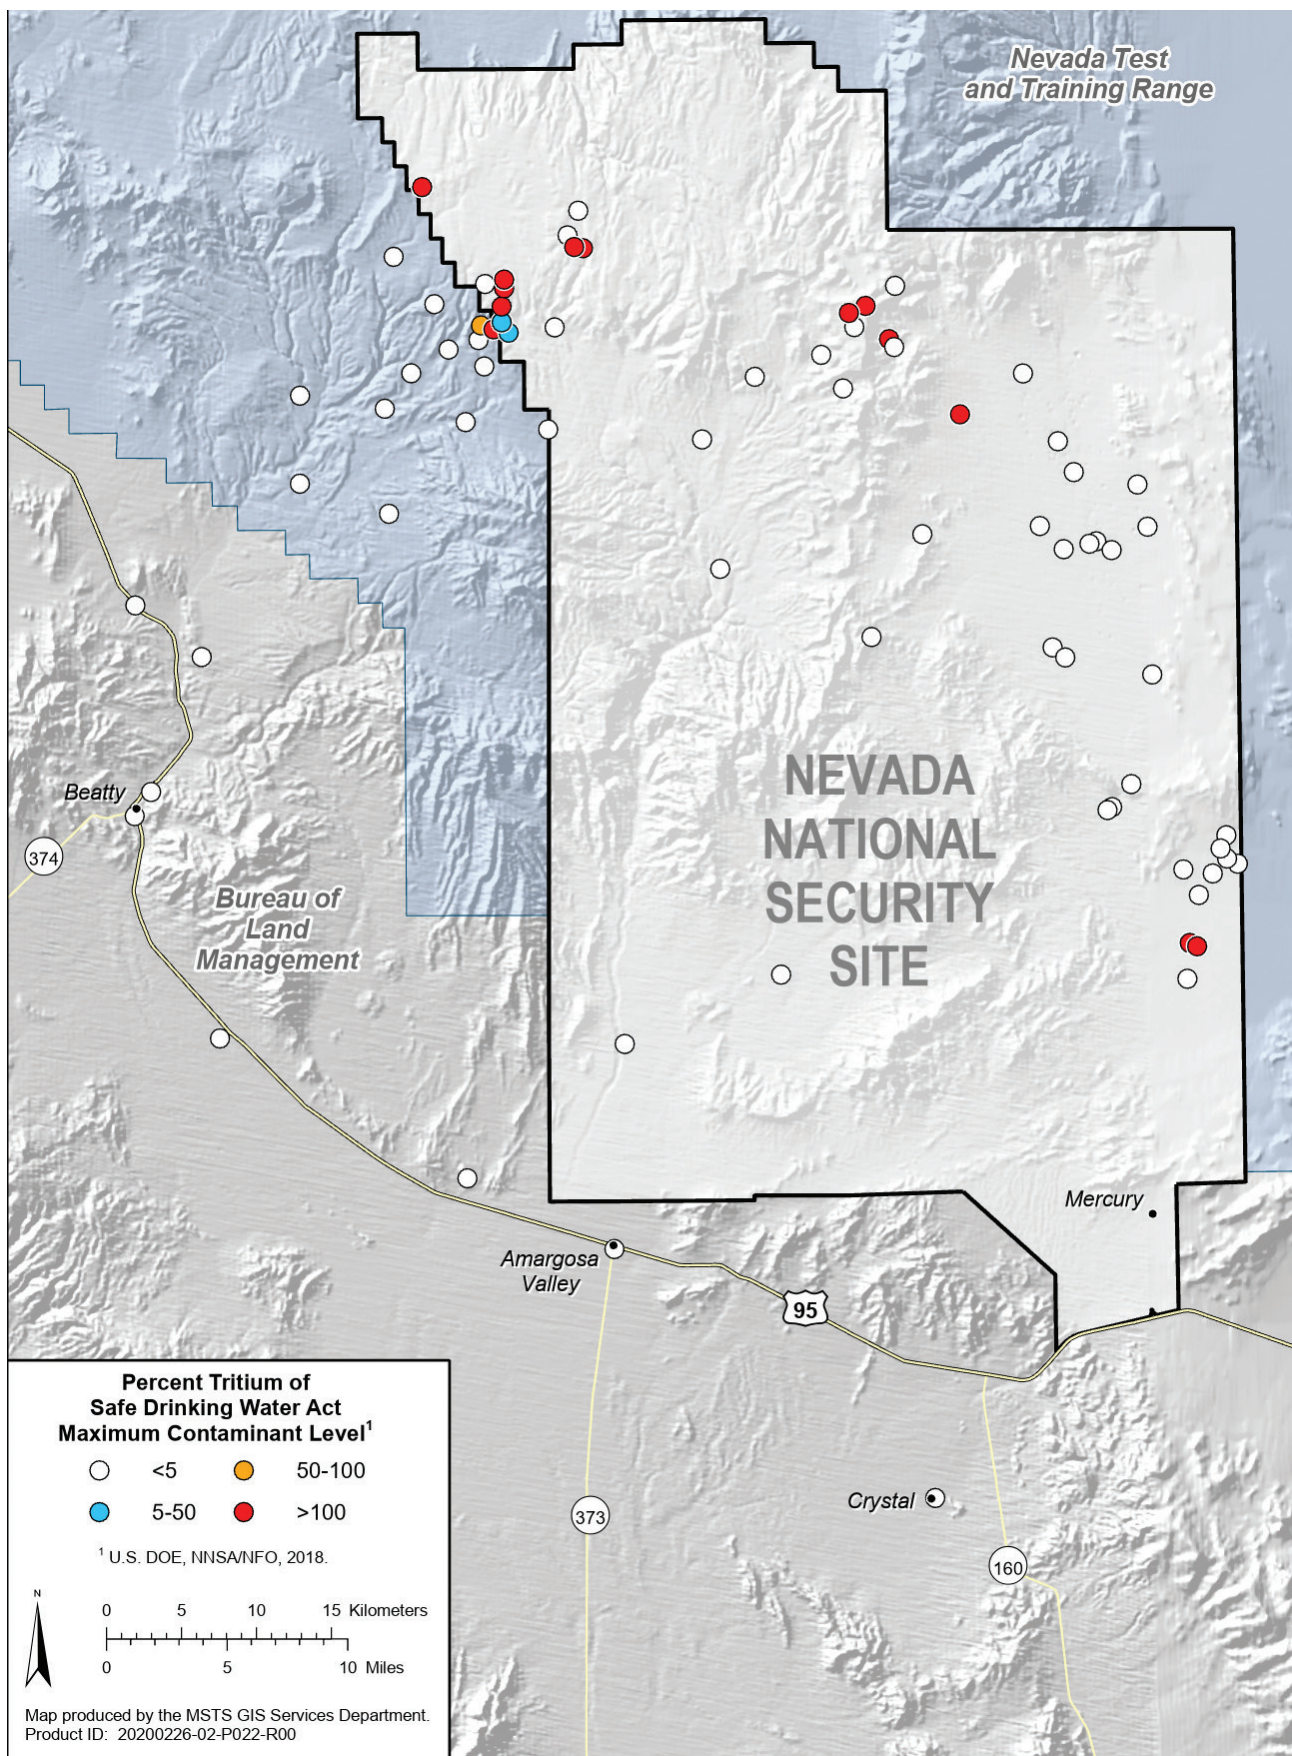 Nevada Test
and Training Range
NEVADA
NATIONAL
SECURITY
SITE
Beatty
374
Bureau of
Land
Management
Mercury
Amargosa
Valley
95
Crystal
373
160
Percent Tritium of
Safe Drinking Water Act
Maximum Contaminant Level¹
<5 50-100
5-50 >100
¹ U.S. DOE, NNSA/NFO, 2018.
N
0 5 10 15 Kilometers
0 5 10 Miles
Map produced by the MSTS GIS Services Department.
Product ID: 20200226-02-P022-R00